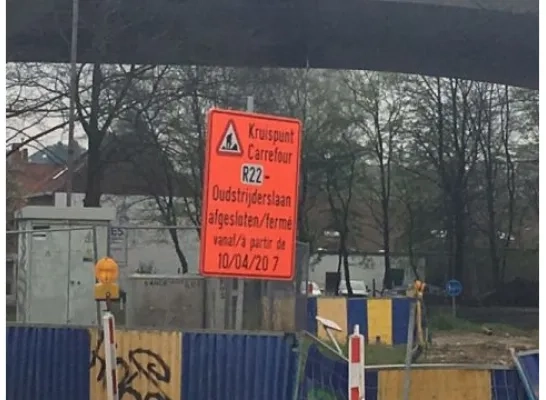 Kruispunt
Carrefour
R22-
Oudstrijderslaan
afgesloten/fermé
vanaf/à partir de
10/04/20 7